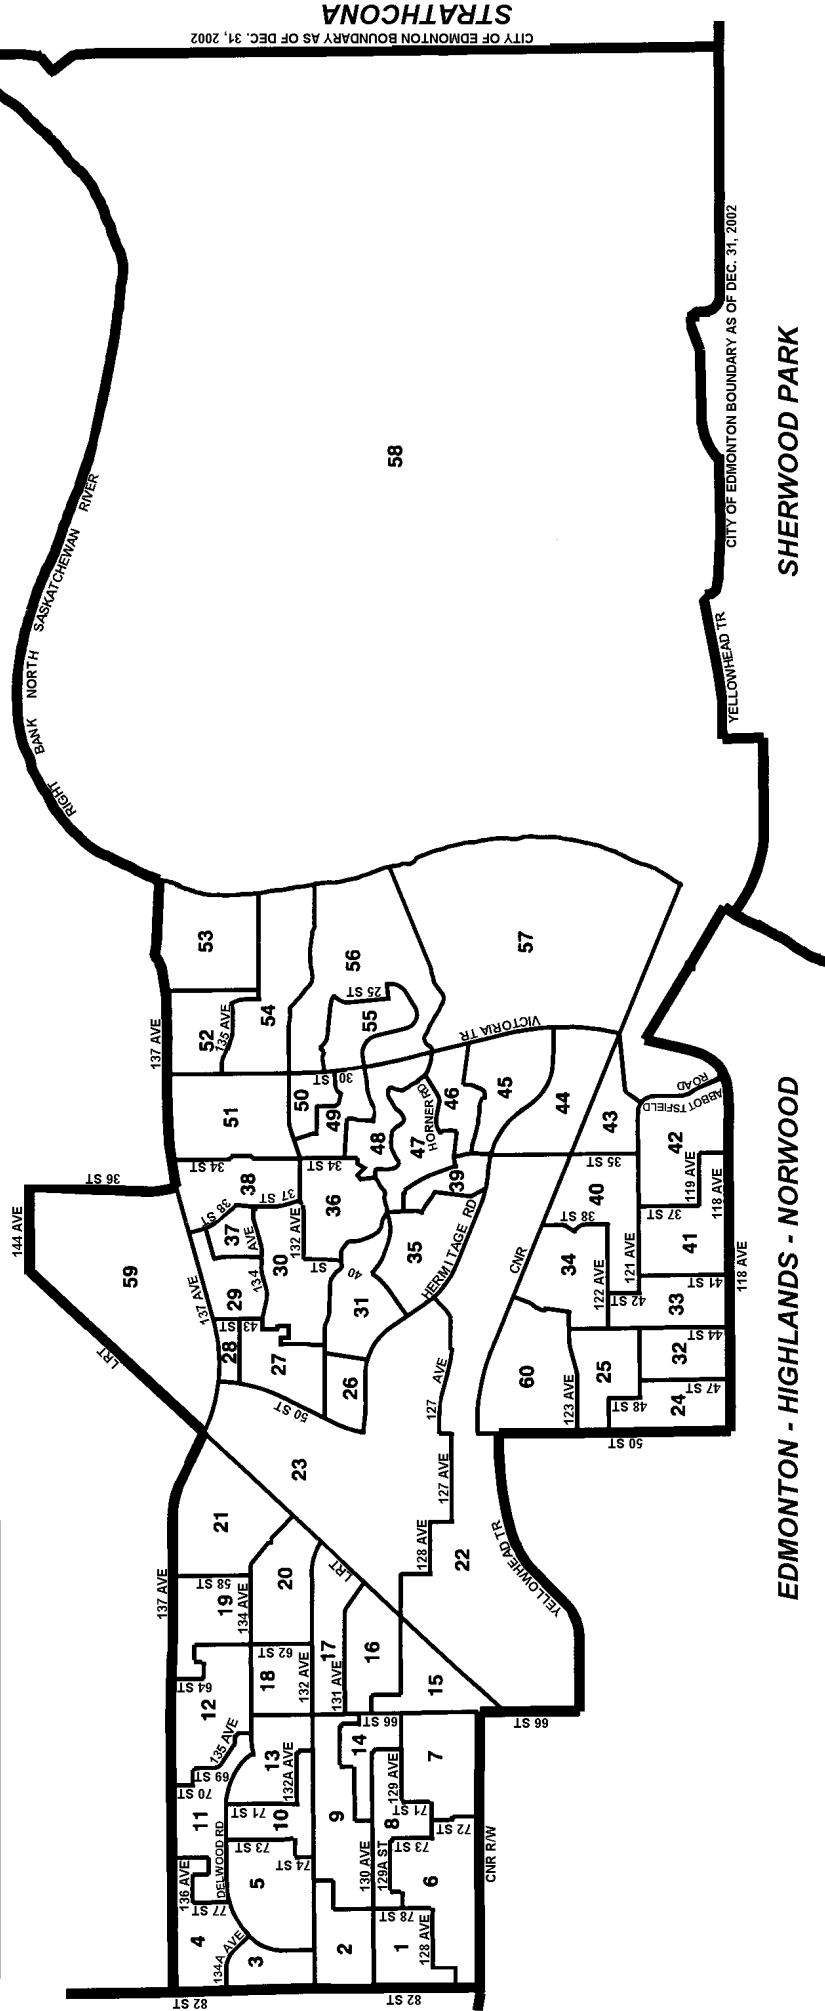 STRATHCONA
CITY OF EDMONTON BOUNDARY AS OF DEC. 31, 2002
RIGHT BANK NORTH SASKATCHEWAN RIVER
58
CITY OF EDMONTON BOUNDARY AS OF DEC. 31, 2002
SHERWOOD PARK
YELLOWHEAD TR
53
56
57
25 ST
52
135 AVE
54
55
VICTORIA TR
137 AVE
51
50
30 ST
49
48
47
HORNER RD
46
45
44
43
ABBOTSFIELD ROAD
42
36 ST
34 ST
34 ST
35 ST
119 AVE
118 AVE
144 AVE
38
37 ST
38 ST
36
39
40
38 ST
37 ST
37
134 AVE
132 AVE
30
35
HERMITAGE RD
CNR
34
41
59
137 AVE
29
40 ST
31
122 AVE
121 AVE
42 ST
33
41 ST
118 AVE
LRT
43 ST
28
27
26
50 ST
127 AVE
60
123 AVE
25
32
44 ST
48 ST
24
47 ST
50 ST
EDMONTON - HIGHLANDS - NORWOOD
23
127 AVE
21
128 AVE
22
YELLOWHEAD TR
137 AVE
58 ST
19
134 AVE
20
LRT
62 ST
64 ST
18
132 AVE
17
131 AVE
16
15
66 ST
12
135 AVE
69 ST
70 ST
13
132A AVE
66 ST
14
129 AVE
7
11
71 ST
10
9
8
71 ST
72 ST
DELWOOD RD
73 ST
74 ST
73 ST
CNR R/W
136 AVE
77 ST
5
130 AVE
129A ST
6
4
134A AVE
3
2
78 ST
1
128 AVE
82 ST
82 ST